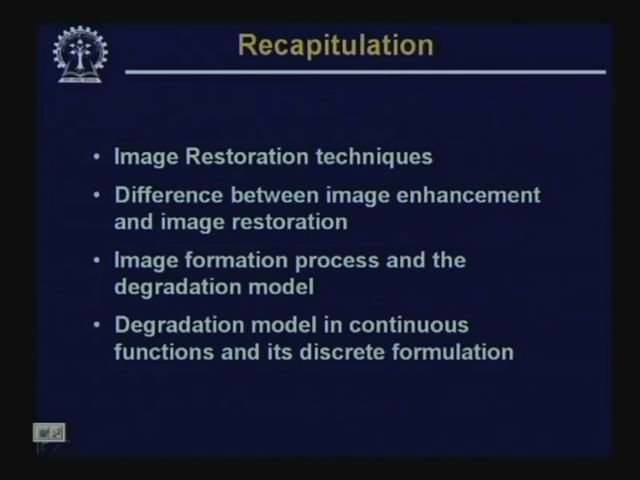 Recapitulation
• Image Restoration techniques
• Difference between image enhancement
and image restoration
• Image formation process and the
degradation model
• Degradation model in continuous
functions and its discrete formulation